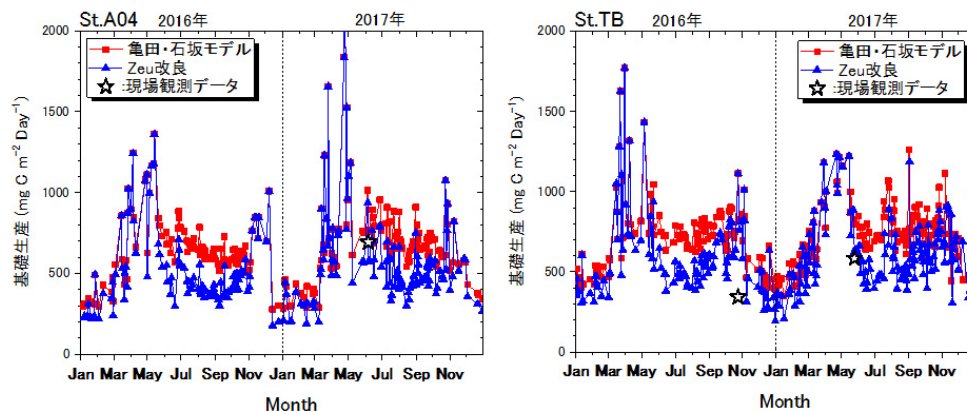 St.A04
2016年
2017年
亀田・石坂モデル
Zeu改良
:現場観測データ
基礎生産 (mg C m⁻² Day⁻¹)
2000
1500
1000
500
0
Jan Mar May Jul Sep Nov Jan Mar May Jul Sep Nov
Month
St.TB
2016年
2017年
亀田・石坂モデル
Zeu改良
:現場観測データ
基礎生産 (mg C m⁻² Day⁻¹)
2000
1500
1000
500
0
Jan Mar May Jul Sep Nov Jan Mar May Jul Sep Nov
Month